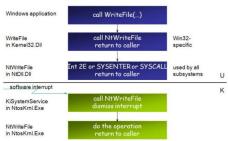 Windows application
call WriteFile(...)
WriteFile
in Kernel32.Dll
call NtWriteFile
return to caller
Win32-
specific
NtWriteFile
in NtDll.Dll
Int 2E or SYSENTER or SYSCALL
return to caller
used by all
subsystems
U
software interrupt
K
KiSystemService
in NtosKrnl.Exe
call NtWriteFile
dismiss interrupt
NtWriteFile
in NtosKrnl.Exe
do the operation
return to caller